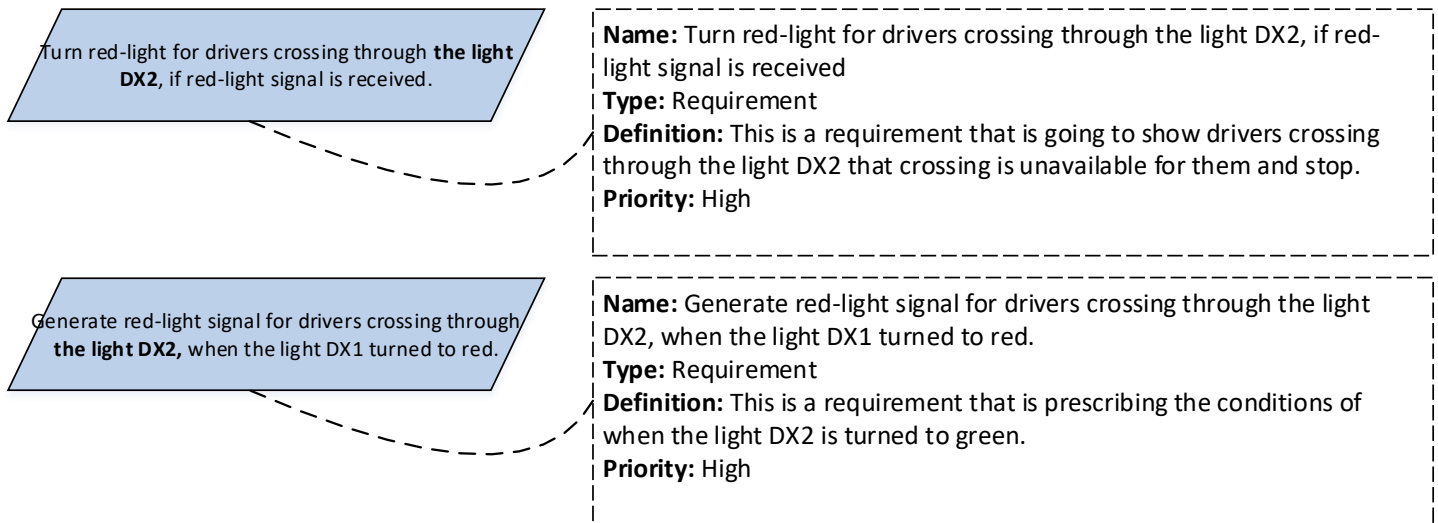 Turn red-light for drivers crossing through the light
DX2, if red-light signal is received.
Name: Turn red-light for drivers crossing through the light DX2, if red-
light signal is received
Type: Requirement
Definition: This is a requirement that is going to show drivers crossing
through the light DX2 that crossing is unavailable for them and stop.
Priority: High
Generate red-light signal for drivers crossing through
the light DX2, when the light DX1 turned to red.
Name: Generate red-light signal for drivers crossing through the light
DX2, when the light DX1 turned to red.
Type: Requirement
Definition: This is a requirement that is prescribing the conditions of
when the light DX2 is turned to green.
Priority: High